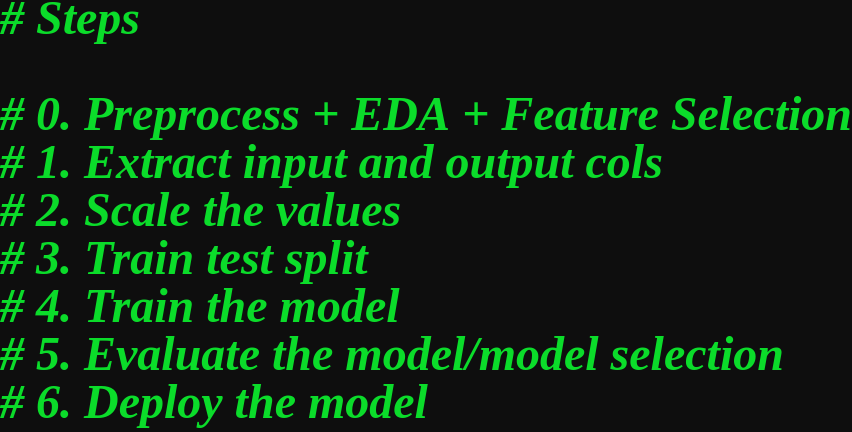 # Steps
# 0. Preprocess + EDA + Feature Selection
# 1. Extract input and output cols
# 2. Scale the values
# 3. Train test split
# 4. Train the model
# 5. Evaluate the model/model selection
# 6. Deploy the model